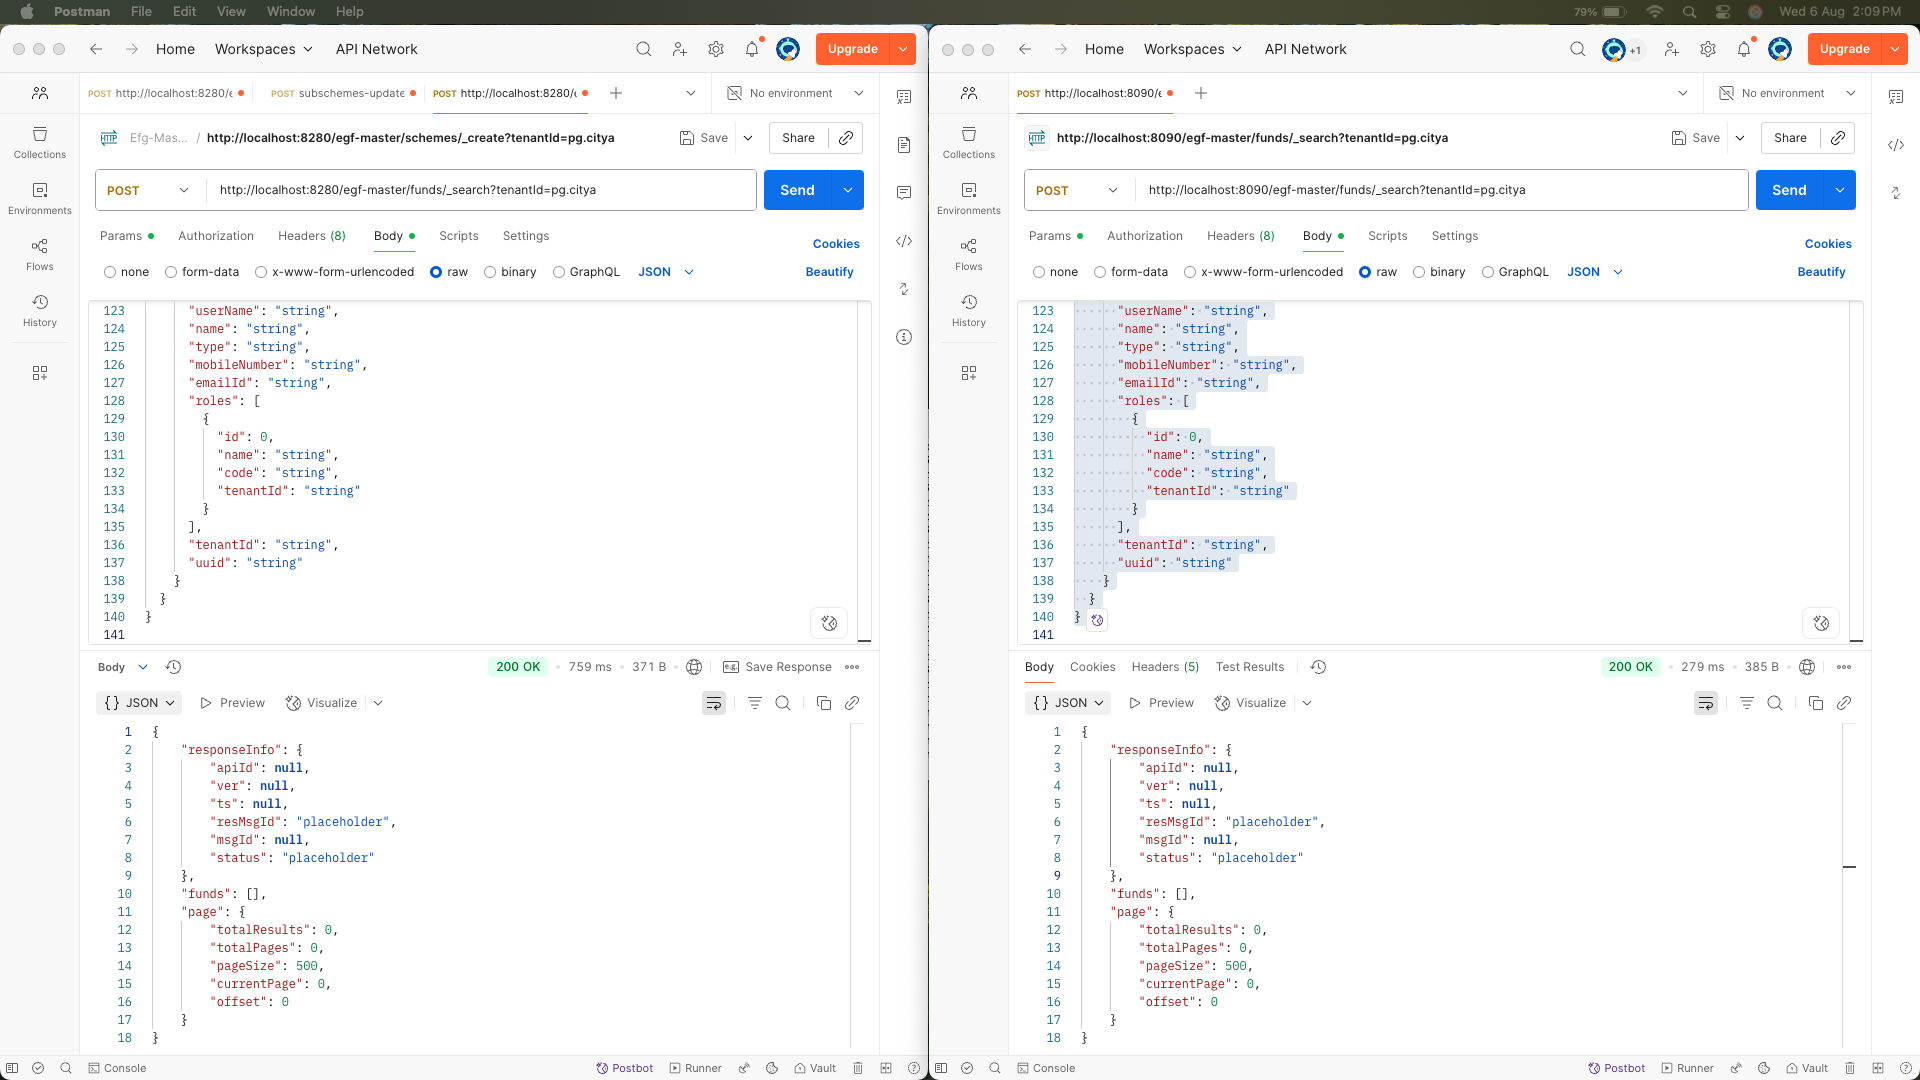 Postman File Edit View Window Help
79% Wed 6 Aug 2:09 PM
Home Workspaces API Network Upgrade
POST http://localhost:8280/e POST subschemes-update POST http://localhost:8280/ No environment
Collections
Environments
Flows
History
Efg-Mas... / http://localhost:8280/egf-master/schemes/_create?tenantId=pg.citya Save Share
POST http://localhost:8280/egf-master/funds/_search?tenantId=pg.citya Send
Params Authorization Headers (8) Body Scripts Settings Cookies
none form-data x-www-form-urlencoded raw binary GraphQL JSON Beautify
123 "userName": "string",
124 "name": "string",
125 "type": "string",
126 "mobileNumber": "string",
127 "emailId": "string",
128 "roles": [
129 {
130 "id": 0,
131 "name": "string",
132 "code": "string",
133 "tenantId": "string"
134 }
135 ],
136 "tenantId": "string",
137 "uuid": "string"
138 }
139 }
140 }
141
Body 200 OK • 759 ms • 371 B Save Response
{} JSON Preview Visualize
1 {
2 "responseInfo": {
3 "apiId": null,
4 "ver": null,
5 "ts": null,
6 "resMsgId": "placeholder",
7 "msgId": null,
8 "status": "placeholder"
9 },
10 "funds": [],
11 "page": {
12 "totalResults": 0,
13 "totalPages": 0,
14 "pageSize": 500,
15 "currentPage": 0,
16 "offset": 0
17 }
18 }
Console Postbot Runner Vault
Home Workspaces API Network +1 Upgrade
POST http://localhost:8090/e No environment
Collections
Environments
Flows
History
HTTP http://localhost:8090/egf-master/funds/_search?tenantId=pg.citya Save Share
POST http://localhost:8090/egf-master/funds/_search?tenantId=pg.citya Send
Params Authorization Headers (8) Body Scripts Settings Cookies
none form-data x-www-form-urlencoded raw binary GraphQL JSON Beautify
123 "userName": "string",
124 "name": "string",
125 "type": "string",
126 "mobileNumber": "string",
127 "emailId": "string",
128 "roles": [
129 {
130 "id": 0,
131 "name": "string",
132 "code": "string",
133 "tenantId": "string"
134 }
135 ],
136 "tenantId": "string",
137 "uuid": "string"
138 }
139 }
140 }
141
Body Cookies Headers (5) Test Results 200 OK • 279 ms • 385 B
{} JSON Preview Visualize
1 {
2 "responseInfo": {
3 "apiId": null,
4 "ver": null,
5 "ts": null,
6 "resMsgId": "placeholder",
7 "msgId": null,
8 "status": "placeholder"
9 },
10 "funds": [],
11 "page": {
12 "totalResults": 0,
13 "totalPages": 0,
14 "pageSize": 500,
15 "currentPage": 0,
16 "offset": 0
17 }
18 }
Console Postbot Runner Vault